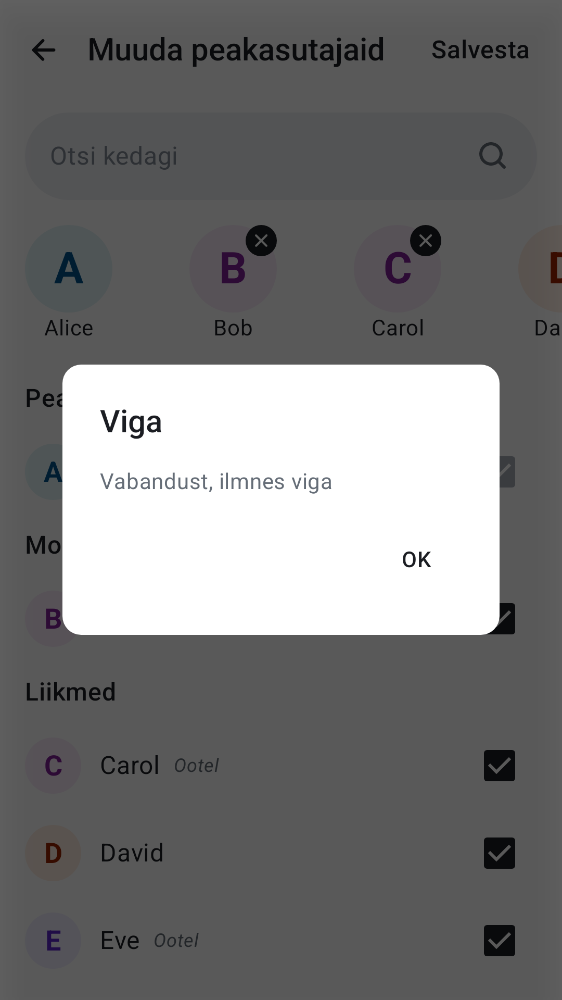 Muuda peakasutajaid
Salvesta
Otsi kedagi
A
B
C
D
Alice
Bob
Carol
Da
Pea
A
Viga
Vabandust, ilmnes viga
OK
Mo
B
Liikmed
C
Carol Ootel
D
David
E
Eve Ootel